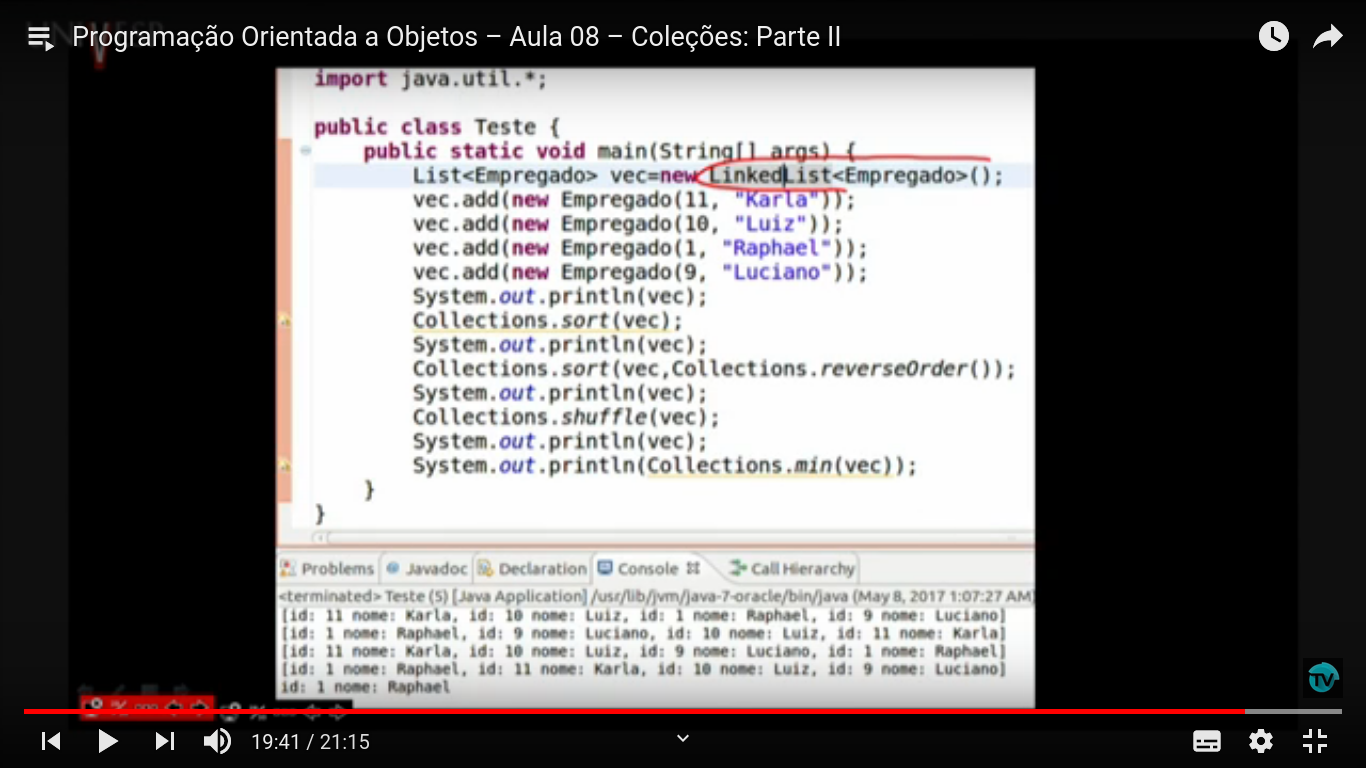 Programação Orientada a Objetos – Aula 08 – Coleções: Parte II
import java.util.*;
public class Teste {
public static void main(String[] args) {
List<Empregado> vec=new LinkedList<Empregado>();
vec.add(new Empregado(11, "Karla"));
vec.add(new Empregado(10, "Luiz"));
vec.add(new Empregado(1, "Raphael"));
vec.add(new Empregado(9, "Luciano"));
System.out.println(vec);
Collections.sort(vec);
System.out.println(vec);
Collections.sort(vec,Collections.reverseOrder());
System.out.println(vec);
Collections.shuffle(vec);
System.out.println(vec);
System.out.println(Collections.min(vec));
}
}
Problems Javadoc Declaration Console Call Hierarchy
<terminated> Teste (5) [Java Application] /usr/lib/jvm/java-7-oracle/bin/java (May 8, 2017 1:07:27 AM)
[id: 11 nome: Karla, id: 10 nome: Luiz, id: 1 nome: Raphael, id: 9 nome: Luciano]
[id: 1 nome: Raphael, id: 9 nome: Luciano, id: 10 nome: Luiz, id: 11 nome: Karla]
[id: 11 nome: Karla, id: 10 nome: Luiz, id: 9 nome: Luciano, id: 1 nome: Raphael]
[id: 1 nome: Raphael, id: 11 nome: Karla, id: 10 nome: Luiz, id: 9 nome: Luciano]
id: 1 nome: Raphael
TV
19:41 / 21:15